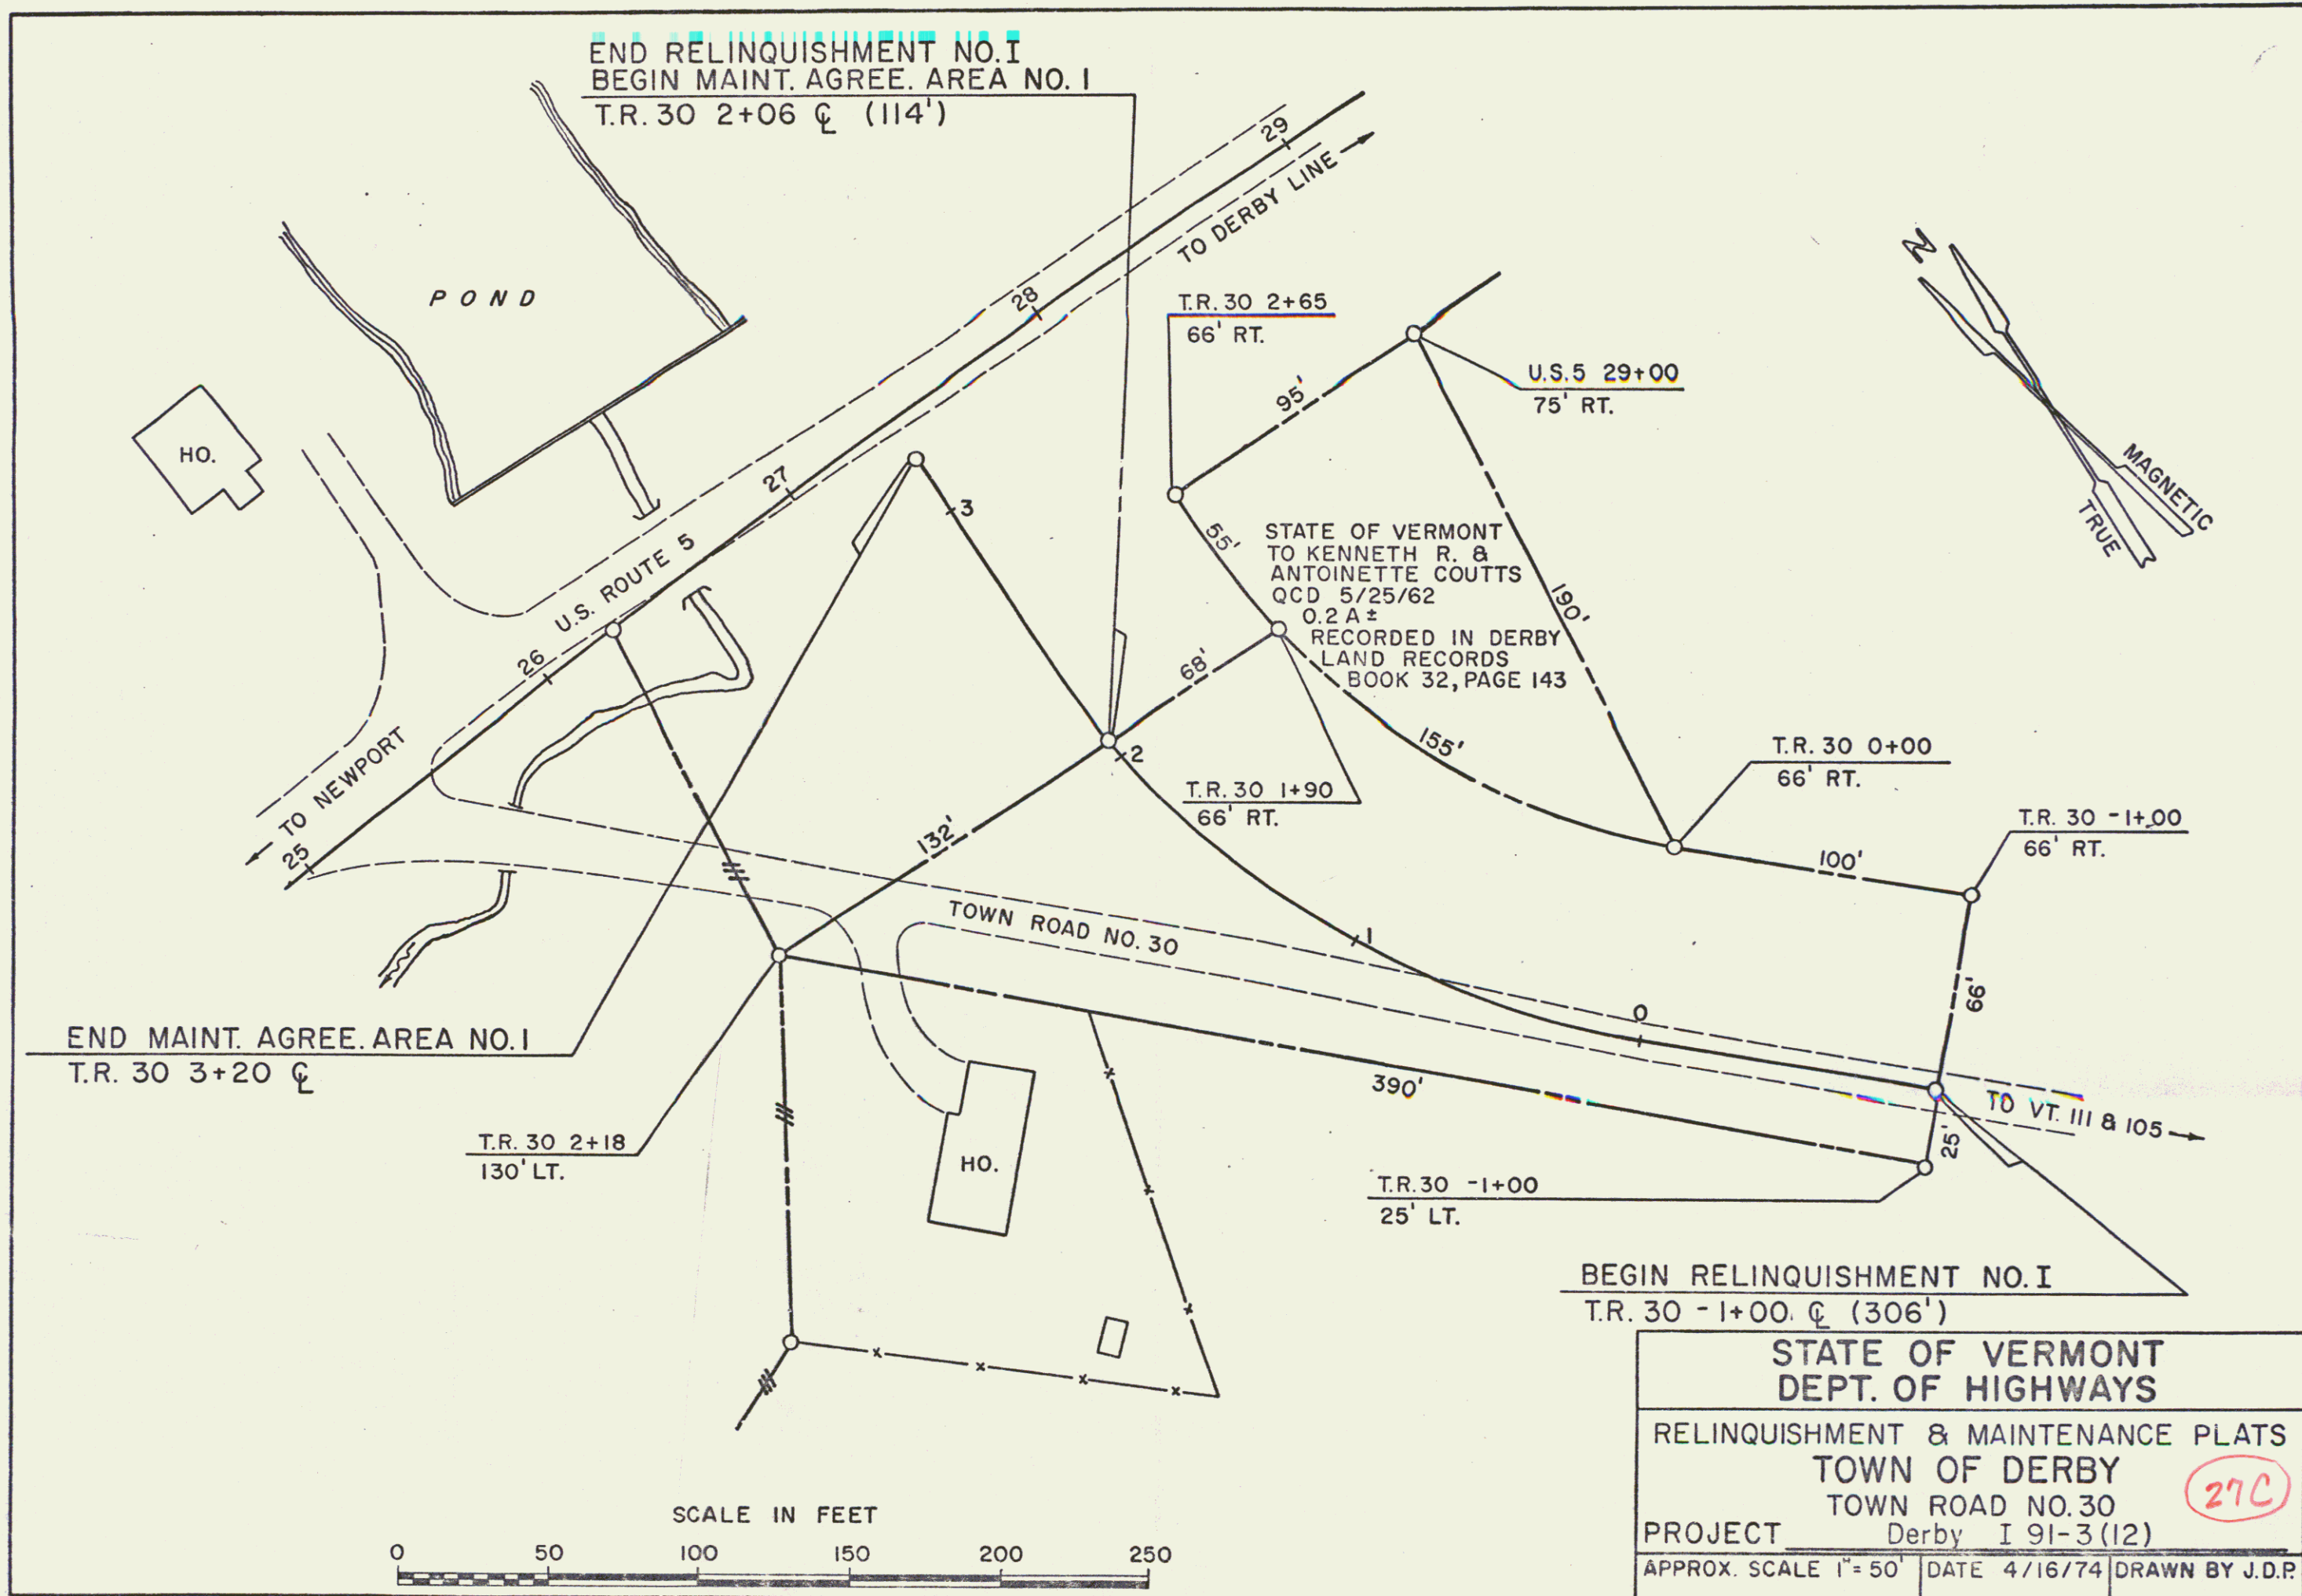 END RELINQUISHMENT NO.I
BEGIN MAINT. AGREE. AREA NO. I
T.R. 30 2+06 ℄ (114')
29
TO DERBY LINE
N
POND
28
T.R. 30 2+65
66' RT.
95'
U.S.5 29+00
75' RT.
HO.
27
3
MAGNETIC
TRUE
55'
STATE OF VERMONT
TO KENNETH R. &
ANTOINETTE COUTTS
QCD 5/25/62
0.2 A ±
RECORDED IN DERBY
LAND RECORDS
BOOK 32, PAGE 143
190'
U.S. ROUTE 5
26
68'
2
155'
T.R. 30 0+00
66' RT.
TO NEWPORT
25
T.R. 30 1+90
66' RT.
132'
T.R. 30 -1+00
66' RT.
100'
TOWN ROAD NO. 30
1
66'
0
END MAINT. AGREE. AREA NO. I
T.R. 30 3+20 ℄
390'
TO VT. 111 & 105
25'
T.R. 30 2+18
130' LT.
HO.
T.R.30 -1+00
25' LT.
BEGIN RELINQUISHMENT NO.I
T.R. 30 -1+00 ℄ (306')
STATE OF VERMONT
DEPT. OF HIGHWAYS
RELINQUISHMENT & MAINTENANCE PLATS
TOWN OF DERBY
27C
TOWN ROAD NO.30
PROJECT Derby I 91-3(12)
APPROX. SCALE 1"= 50' DATE 4/16/74 DRAWN BY J.D.P.
SCALE IN FEET
0 50 100 150 200 250